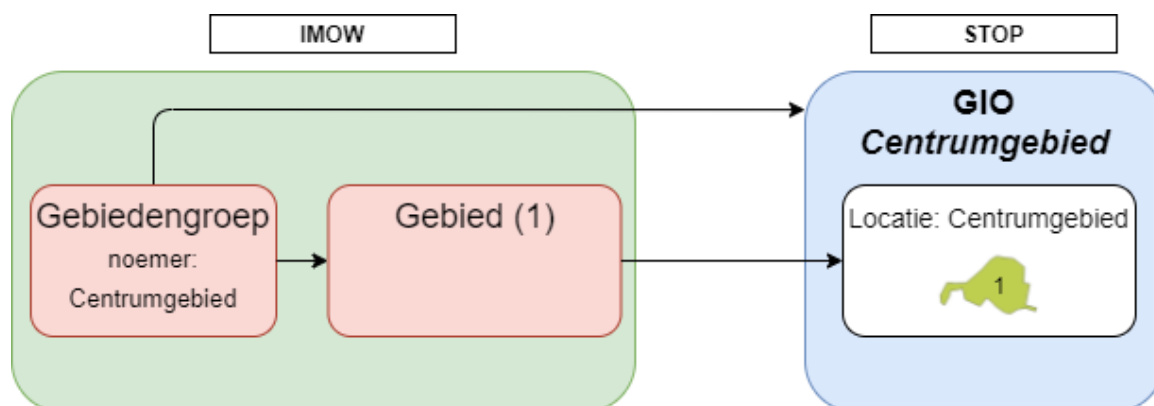 IMOW
STOP
GIO
Centrumgebied
Gebiedengroep
noemer:
Centrumgebied
Gebied (1)
Locatie: Centrumgebied
1